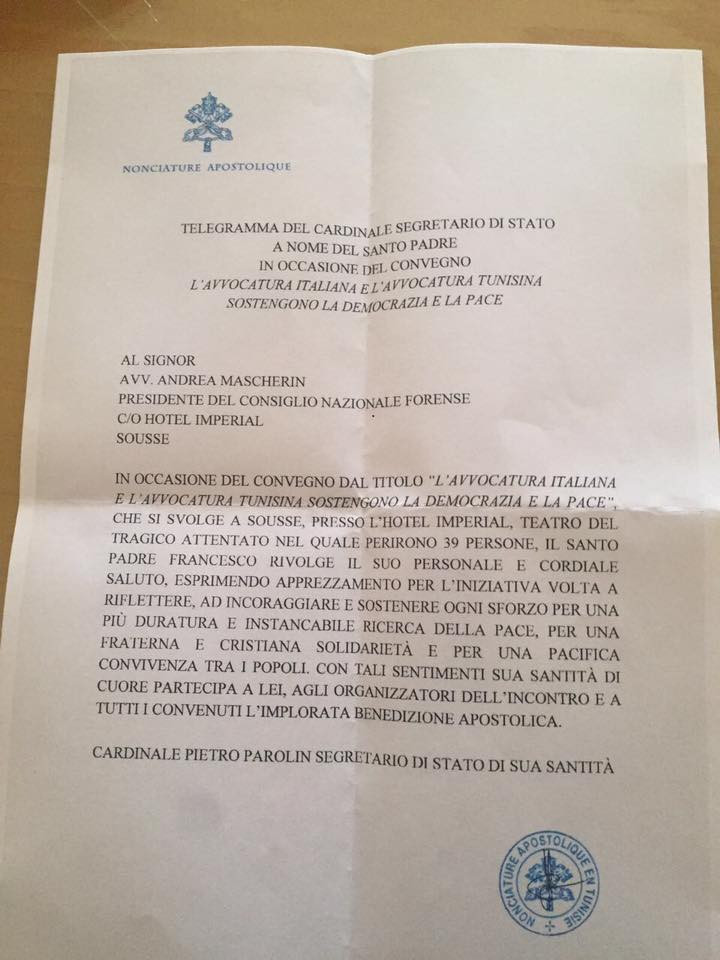 NONCIATURE APOSTOLIQUE
TELEGRAMMA DEL CARDINALE SEGRETARIO DI STATO
A NOME DEL SANTO PADRE
IN OCCASIONE DEL CONVEGNO
L'AVVOCATURA ITALIANA E L'AVVOCATURA TUNISINA
SOSTENGONO LA DEMOCRAZIA E LA PACE
AL SIGNOR
AVV. ANDREA MASCHERIN
PRESIDENTE DEL CONSIGLIO NAZIONALE FORENSE
C/O HOTEL IMPERIAL
SOUSSE
IN OCCASIONE DEL CONVEGNO DAL TITOLO "L'AVVOCATURA ITALIANA
E L'AVVOCATURA TUNISINA SOSTENGONO LA DEMOCRAZIA E LA PACE",
CHE SI SVOLGE A SOUSSE, PRESSO L'HOTEL IMPERIAL, TEATRO DEL
TRAGICO ATTENTATO NEL QUALE PERIRONO 39 PERSONE, IL SANTO
PADRE FRANCESCO RIVOLGE IL SUO PERSONALE E CORDIALE
SALUTO, ESPRIMENDO APPREZZAMENTO PER L'INIZIATIVA VOLTA A
RIFLETTERE, AD INCORAGGIARE E SOSTENERE OGNI SFORZO PER UNA
PIÙ DURATURA E INSTANCABILE RICERCA DELLA PACE, PER UNA
FRATERNA E CRISTIANA SOLIDARIETÀ E PER UNA PACIFICA
CONVIVENZA TRA I POPOLI. CON TALI SENTIMENTI SUA SANTITÀ DI
CUORE PARTECIPA A LEI, AGLI ORGANIZZATORI DELL'INCONTRO E A
TUTTI I CONVENUTI L'IMPLORATA BENEDIZIONE APOSTOLICA.
CARDINALE PIETRO PAROLIN SEGRETARIO DI STATO DI SUA SANTITÀ
NONCIATURE APOSTOLIQUE EN TUNISIE